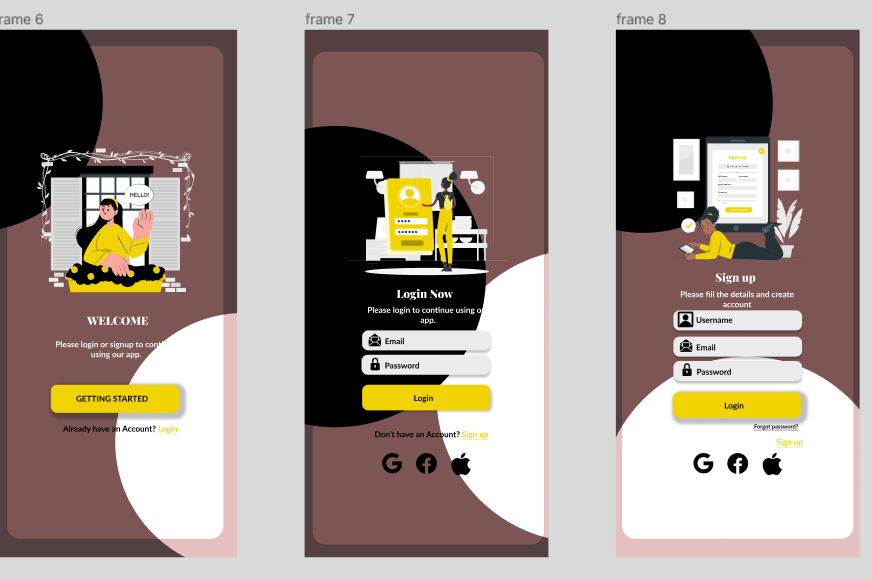 rame 6
frame 7
frame 8
HELLO!
WELCOME
Please login or signup to cont
using our app.
GETTING STARTED
Already have an Account? Login
Login Now
Please login to continue using o
app.
Email
Password
Login
Don't have an Account? Sign up
Sign up
Sign up
Please fill the details and create
account
Username
Email
Password
Login
Forgot password?
Sign up